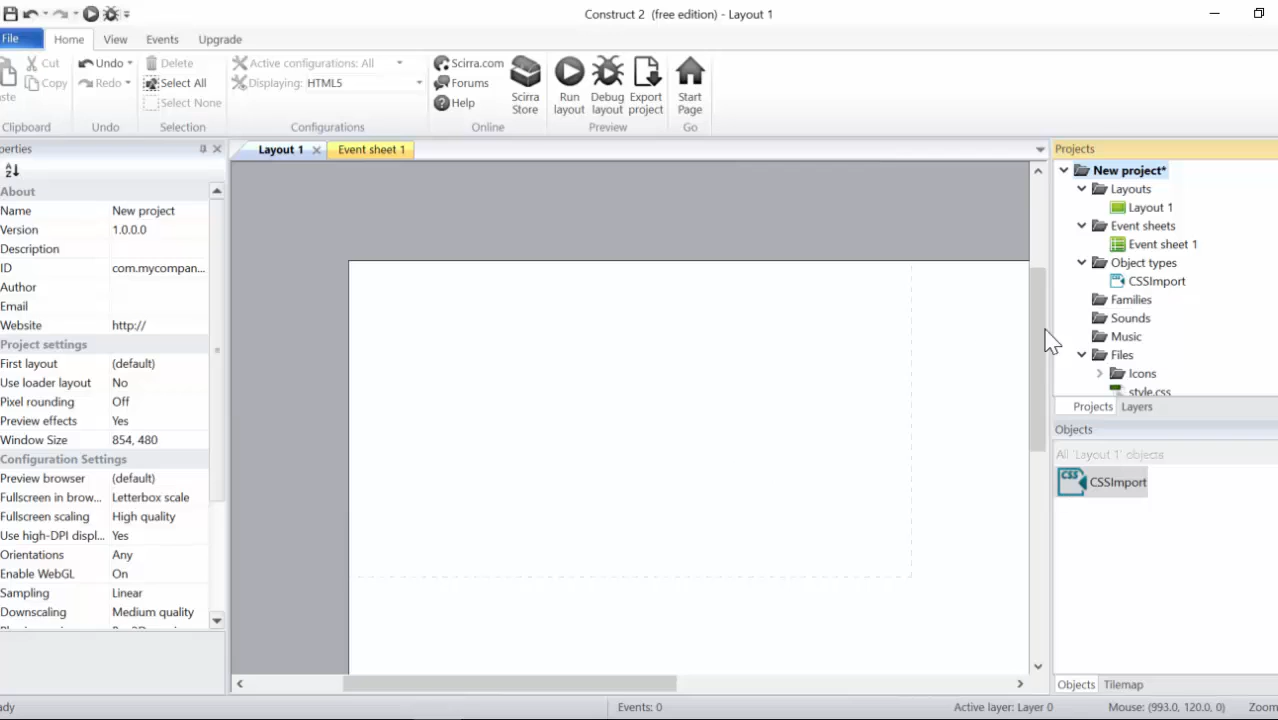 Construct 2 (free edition) - Layout 1
File Home View Events Upgrade
Cut
Copy
ste
Clipboard
Undo
Redo
Undo
Delete
Select All
Select None
Selection
Active configurations: All
Displaying: HTML5
Configurations
Scirra.com
Forums
Help
Scirra Store
Online
Run layout
Debug layout
Export project
Preview
Start Page
Go
operties
Layout 1
Event sheet 1
About
Name New project
Version 1.0.0.0
Description
ID com.mycompan...
Author
Email
Website http://
Project settings
First layout (default)
Use loader layout No
Pixel rounding Off
Preview effects Yes
Window Size 854, 480
Configuration Settings
Preview browser (default)
Fullscreen in brow... Letterbox scale
Fullscreen scaling High quality
Use high-DPI displ... Yes
Orientations Any
Enable WebGL On
Sampling Linear
Downscaling Medium quality
Projects
New project*
Layouts
Layout 1
Event sheets
Event sheet 1
Object types
CSSImport
Families
Sounds
Music
Files
Icons
style.css
Projects Layers
Objects
All 'Layout 1' objects
CSS
CSSImport
Objects Tilemap
ady
Events: 0
Active layer: Layer 0
Mouse: (993.0, 120.0, 0)
Zoom